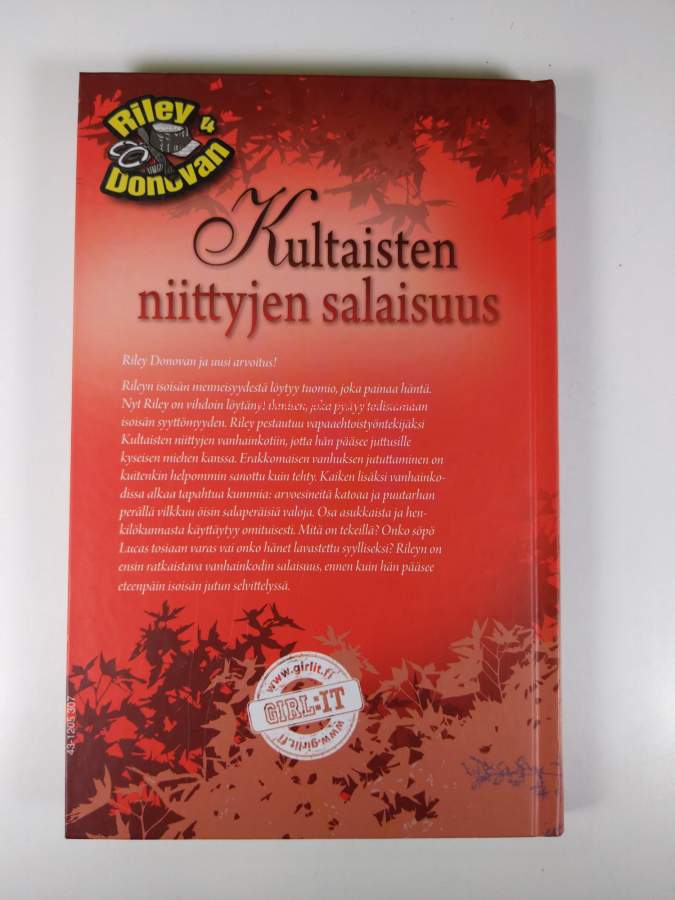 Riley 4
Donovan
Kultaisten
niittyjen salaisuus
Riley Donovan ja uusi arvoitus!
Rileyn isoisän menneisyydestä löytyy tuomio, joka painaa häntä.
Nyt Riley on vihdoin löytänyt ihmisen, joka pystyy todistamaan
isoisän syyttömyyden. Riley pestautuu vapaaehtoistyöntekijäksi
Kultaisten niittyjen vanhainkotiin, jotta hän pääsee juttusille
kyseisen miehen kanssa. Erakkomaisen vanhuksen jututtaminen on
kuitenkin helpommin sanottu kuin tehty. Kaiken lisäksi vanhainko-
dissa alkaa tapahtua kummia: arvoesineitä katoaa ja puutarhan
perällä vilkkuu öisin salaperäisiä valoja. Osa asukkaista ja hen-
kilökunnasta käyttäytyy omituisesti. Mitä on tekeillä? Onko söpö
Lucas tosiaan varas vai onko hänet lavastettu syylliseksi? Rileyn on
ensin ratkaistava vanhainkodin salaisuus, ennen kuin hän pääsee
eteenpäin isoisän jutun selvittelyssä.
www.girlit.fi
GIRL:IT
www.girlit.fi
43-1205 307